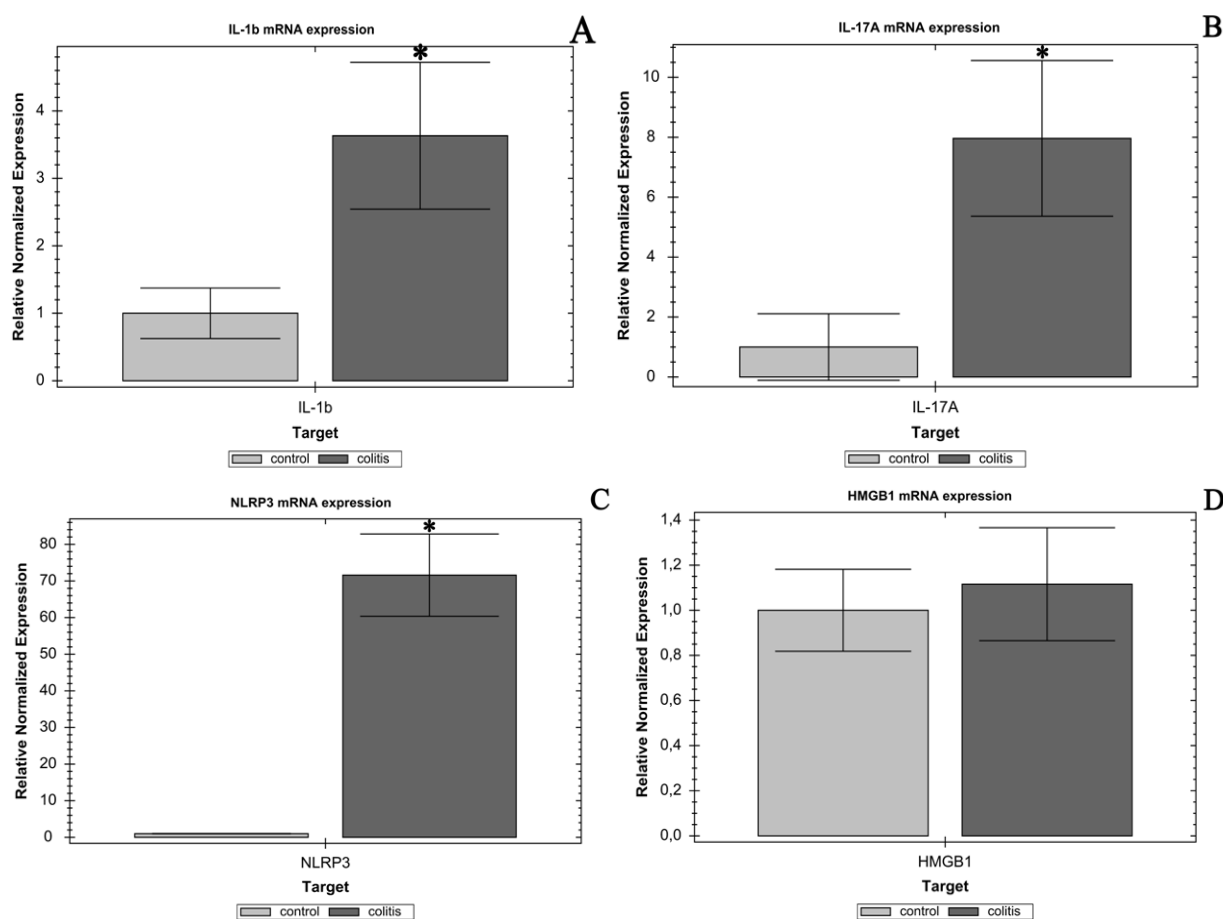 IL-1b mRNA expression
A
*
Relative Normalized Expression
4
3
2
1
0
IL-1b
Target
control colitis
IL-17A mRNA expression
B
*
Relative Normalized Expression
10
8
6
4
2
0
IL-17A
Target
control colitis
NLRP3 mRNA expression
C
*
Relative Normalized Expression
80
70
60
50
40
30
20
10
0
NLRP3
Target
control colitis
HMGB1 mRNA expression
D
Relative Normalized Expression
1,4
1,2
1,0
0,8
0,6
0,4
0,2
0,0
HMGB1
Target
control colitis